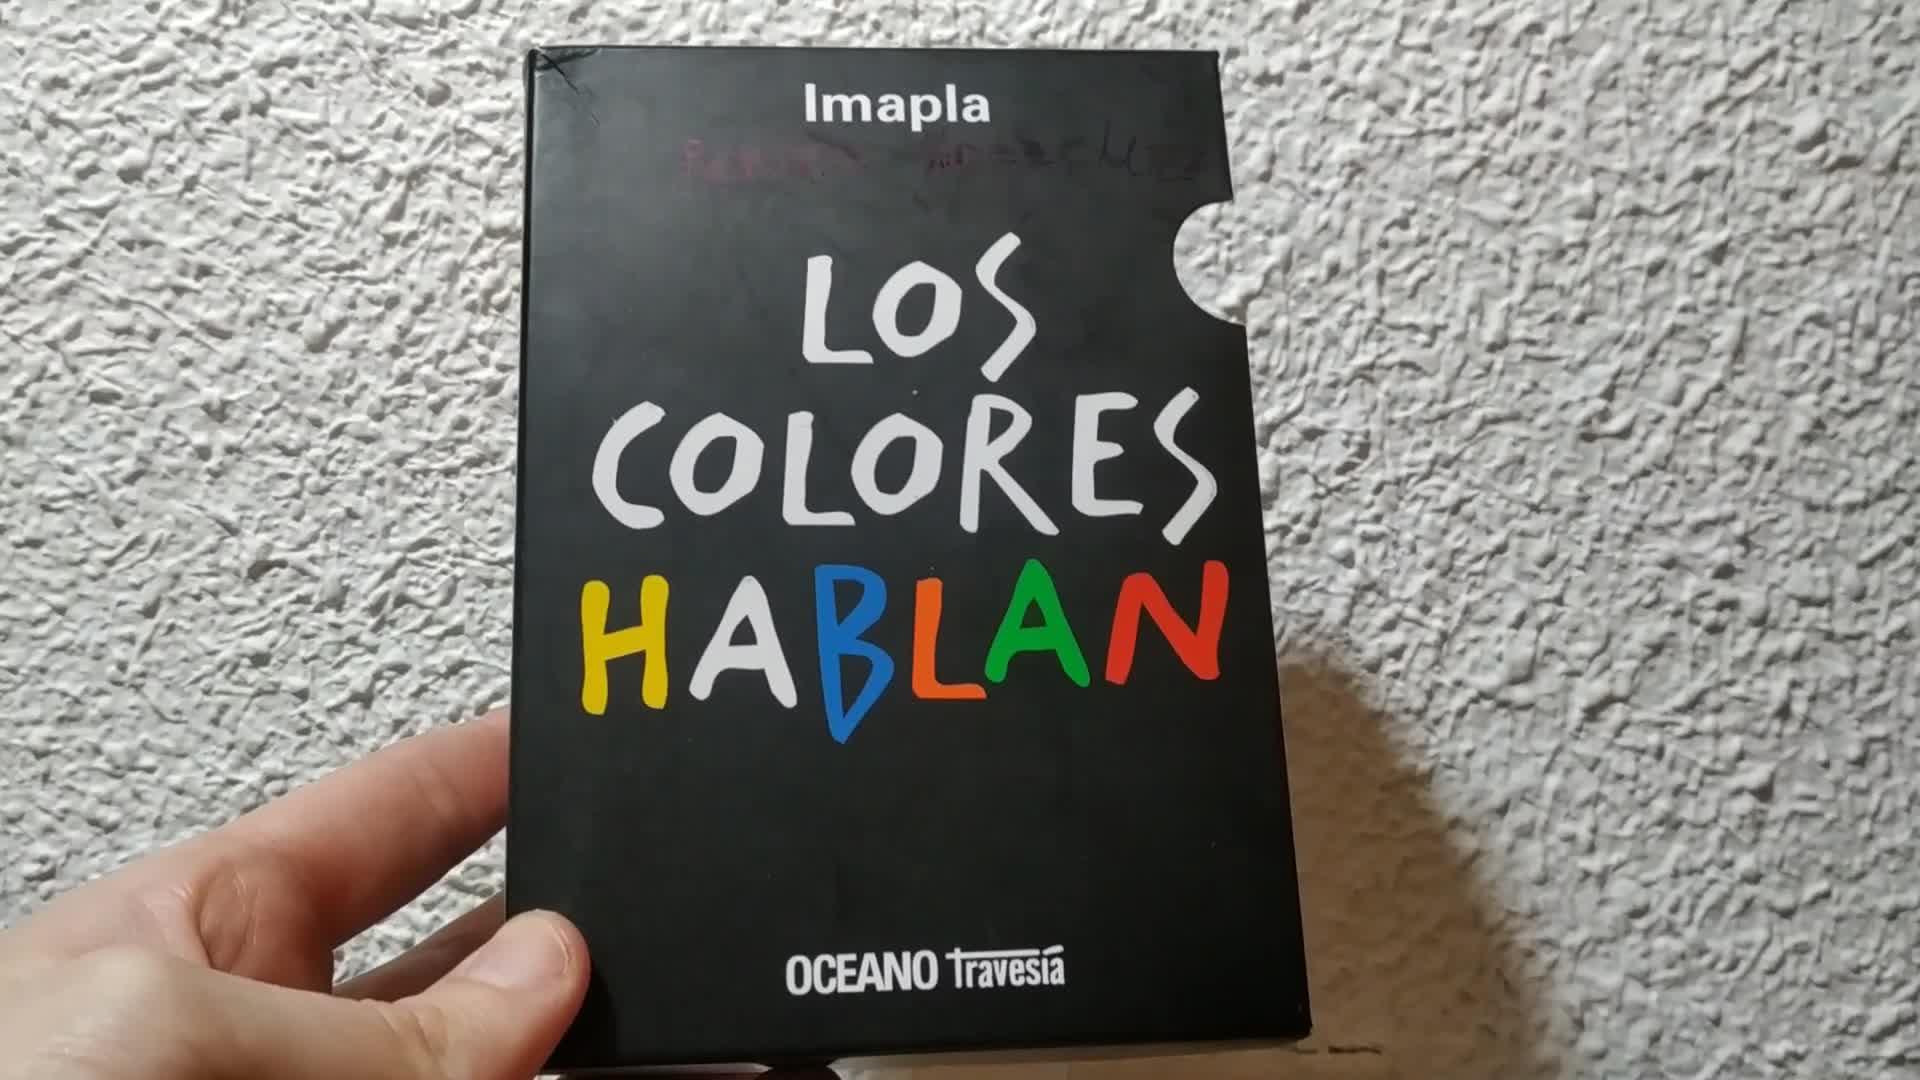 Imapla
LOS
COLORES
HABLAN
OCEANO Travesía